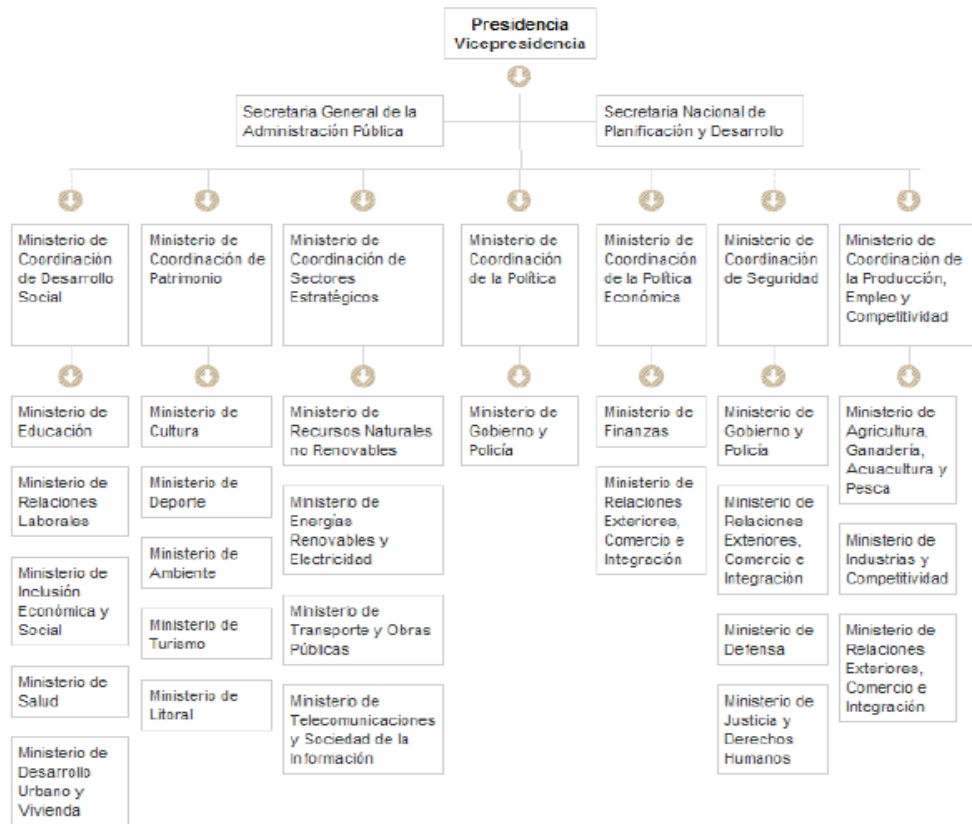 Presidencia
Vicepresidencia
Secretaria General de la
Administración Pública
Secretaria Nacional de
Planificación y Desarrollo
Ministerio de
Coordinación
de Desarrollo
Social
Ministerio de
Coordinación de
Patrimonio
Ministerio de
Coordinación de
Sectores
Estratégicos
Ministerio de
Coordinación
de la Política
Ministerio de
Coordinación
de la Política
Económica
Ministerio de
Coordinación
de Seguridad
Ministerio de
Coordinación de
la Producción,
Empleo y
Competitividad
Ministerio de
Educación
Ministerio de
Relaciones
Laborales
Ministerio de
Inclusión
Económica y
Social
Ministerio de
Salud
Ministerio de
Desarrollo
Urbano y
Vivienda
Ministerio de
Cultura
Ministerio de
Deporte
Ministerio de
Ambiente
Ministerio de
Turismo
Ministerio de
Litoral
Ministerio de
Recursos Naturales
no Renovables
Ministerio de
Energías
Renovables y
Electricidad
Ministerio de
Transporte y Obras
Públicas
Ministerio de
Telecomunicaciones
y Sociedad de la
Información
Ministerio de
Gobierno y
Policía
Ministerio de
Finanzas
Ministerio de
Relaciones
Exteriores,
Comercio e
Integración
Ministerio de
Gobierno y
Policía
Ministerio de
Relaciones
Exteriores,
Comercio e
Integración
Ministerio de
Defensa
Ministerio de
Justicia y
Derechos
Humanos
Ministerio de
Agricultura,
Ganadería,
Acuacultura y
Pesca
Ministerio de
Industrias y
Competitividad
Ministerio de
Relaciones
Exteriores,
Comercio e
Integración